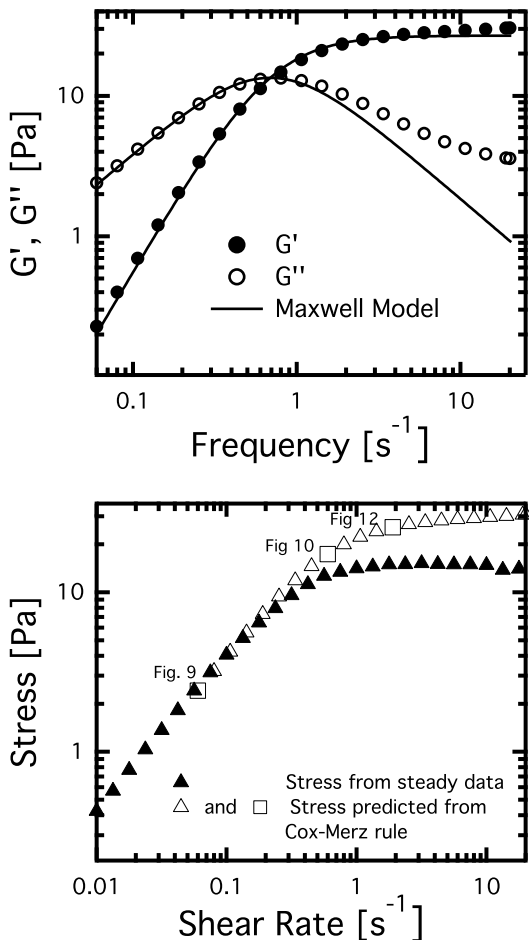 G', G'' [Pa]
10
1
G'
G''
Maxwell Model
0.1
1
10
Frequency [s⁻¹]
Stress [Pa]
10
1
Fig 12
Fig 10
Fig. 9
Stress from steady data
and Stress predicted from
Cox-Merz rule
0.01
0.1
1
10
Shear Rate [s⁻¹]